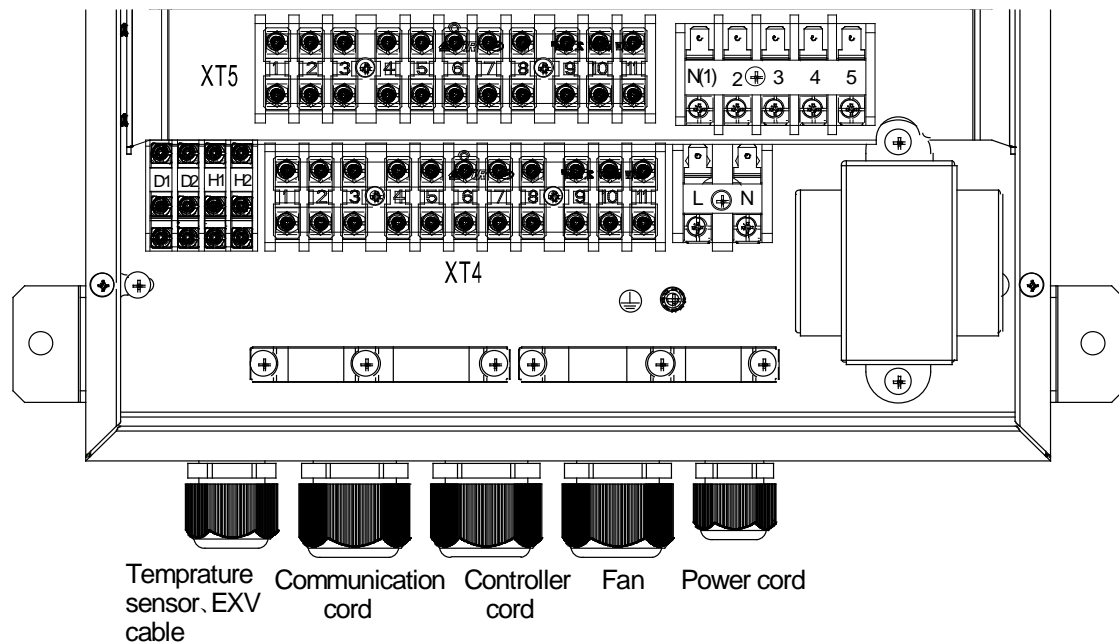 1 2 3 4 5 6 7 8 9 10 11
N(1) 2 3 4 5
XT5
D1 D2 H1 H2
1 2 3 4 5 6 7 8 9 10 11
L N
XT4
Temprature
sensor、EXV
cable
Communication
cord
Controller
cord
Fan
Power cord